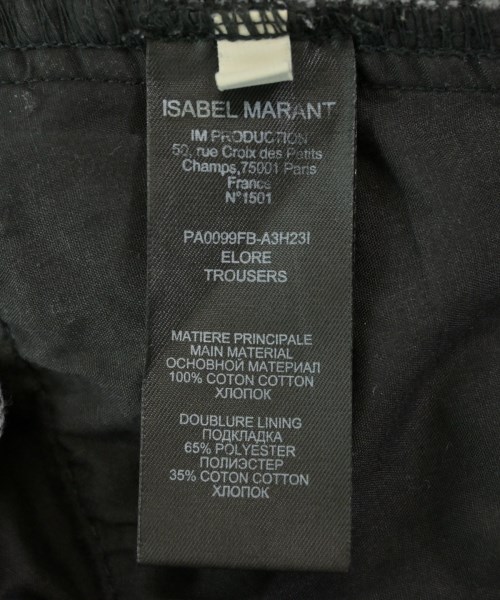 ISABEL MARANT
IM PRODUCTION
50, rue Croix des Petits
Champs,75001 Paris
France
N°1501
PA0099FB-A3H23I
ELORE
TROUSERS
MATIERE PRINCIPALE
MAIN MATERIAL
ОСНОВНОЙ МАТЕРИАЛ
100% COTON COTTON
ХЛОПОК
DOUBLURE LINING
ПОДКЛАДКА
65% POLYESTER
ПОЛИЭСТЕР
35% COTON COTTON
ХЛОПОК